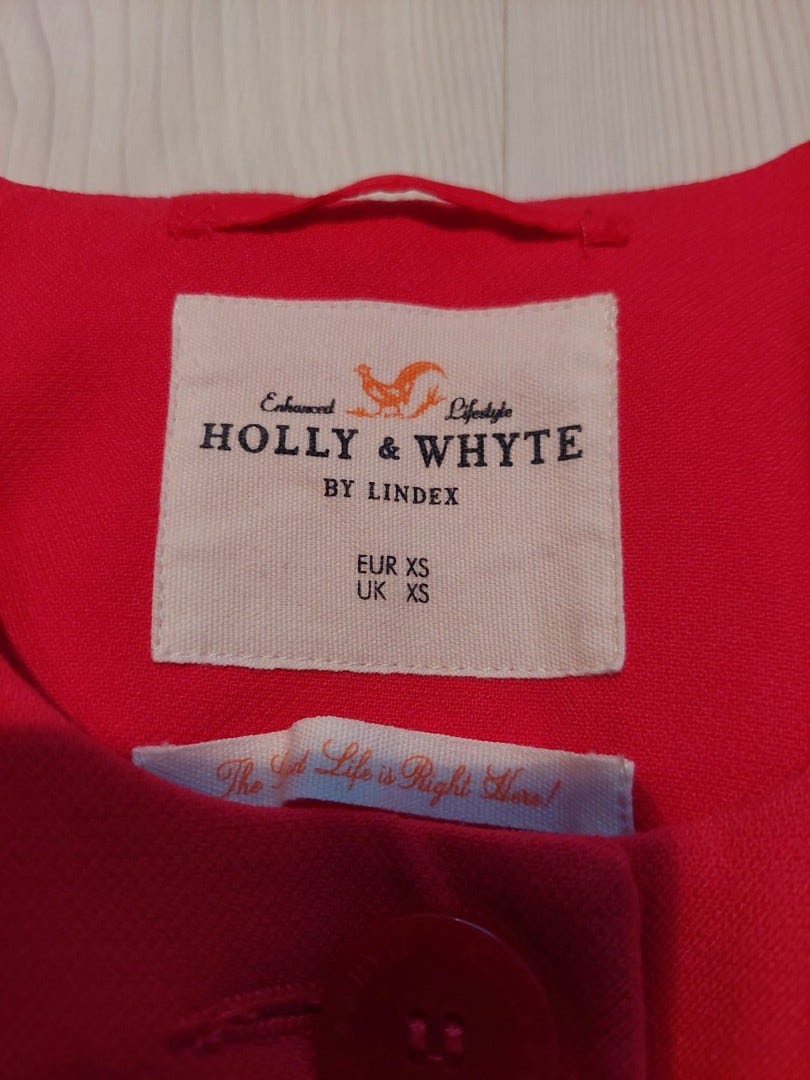 Enhanced Lifestyle
HOLLY & WHYTE
BY LINDEX
EUR XS
UK XS
The Life is Right Here!